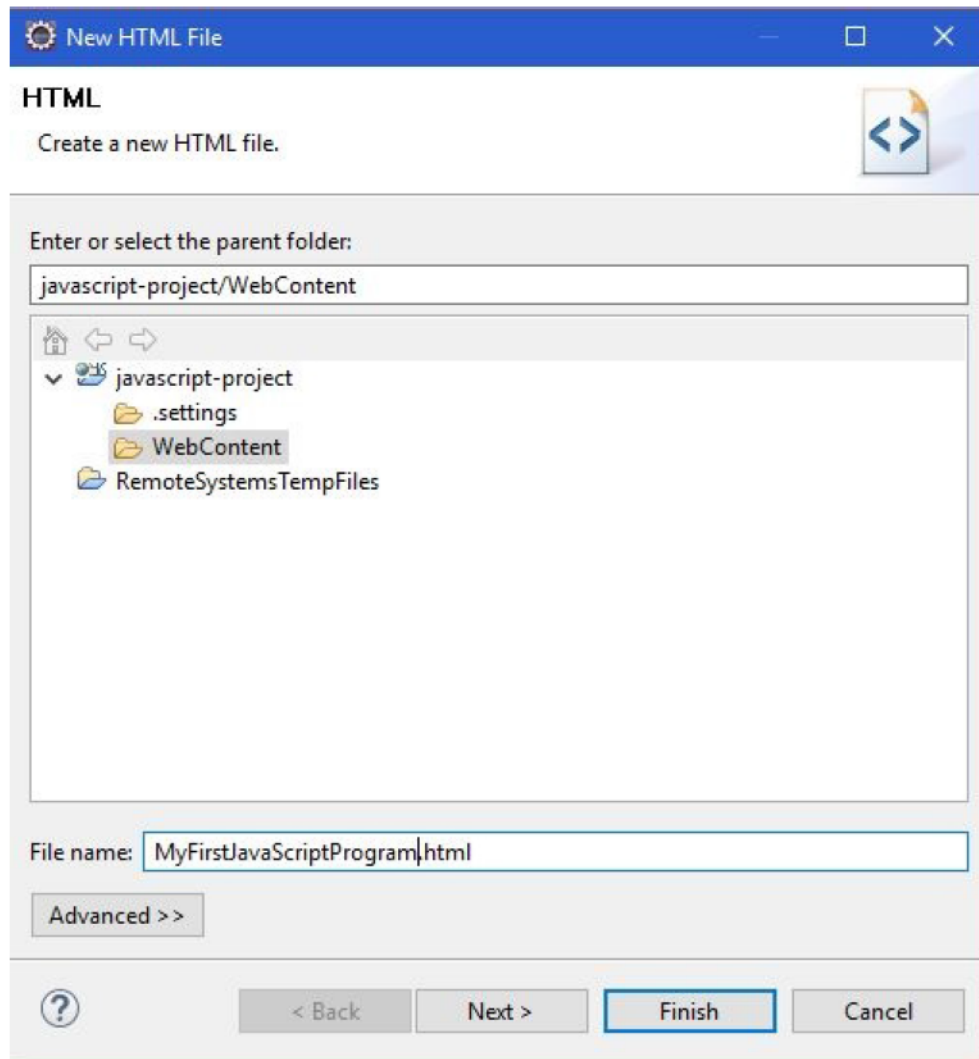 New HTML File
HTML
Create a new HTML file.
Enter or select the parent folder:
javascript-project/WebContent
javascript-project
.settings
WebContent
RemoteSystemsTempFiles
File name: MyFirstJavaScriptProgram.html
Advanced >>
? < Back Next > Finish Cancel